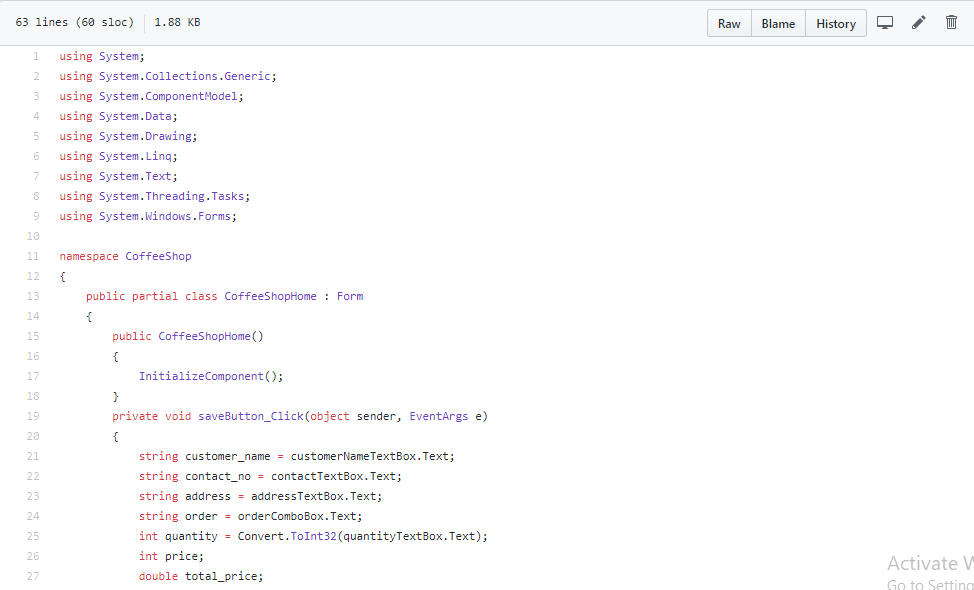 63 lines (60 sloc) 1.88 KB Raw Blame History
1 using System;
2 using System.Collections.Generic;
3 using System.ComponentModel;
4 using System.Data;
5 using System.Drawing;
6 using System.Linq;
7 using System.Text;
8 using System.Threading.Tasks;
9 using System.Windows.Forms;
10
11 namespace CoffeeShop
12 {
13     public partial class CoffeeShopHome : Form
14     {
15         public CoffeeShopHome()
16         {
17             InitializeComponent();
18         }
19         private void saveButton_Click(object sender, EventArgs e)
20         {
21             string customer_name = customerNameTextBox.Text;
22             string contact_no = contactTextBox.Text;
23             string address = addressTextBox.Text;
24             string order = orderComboBox.Text;
25             int quantity = Convert.ToInt32(quantityTextBox.Text);
26             int price;
27             double total_price;
Activate W
Go to Setting